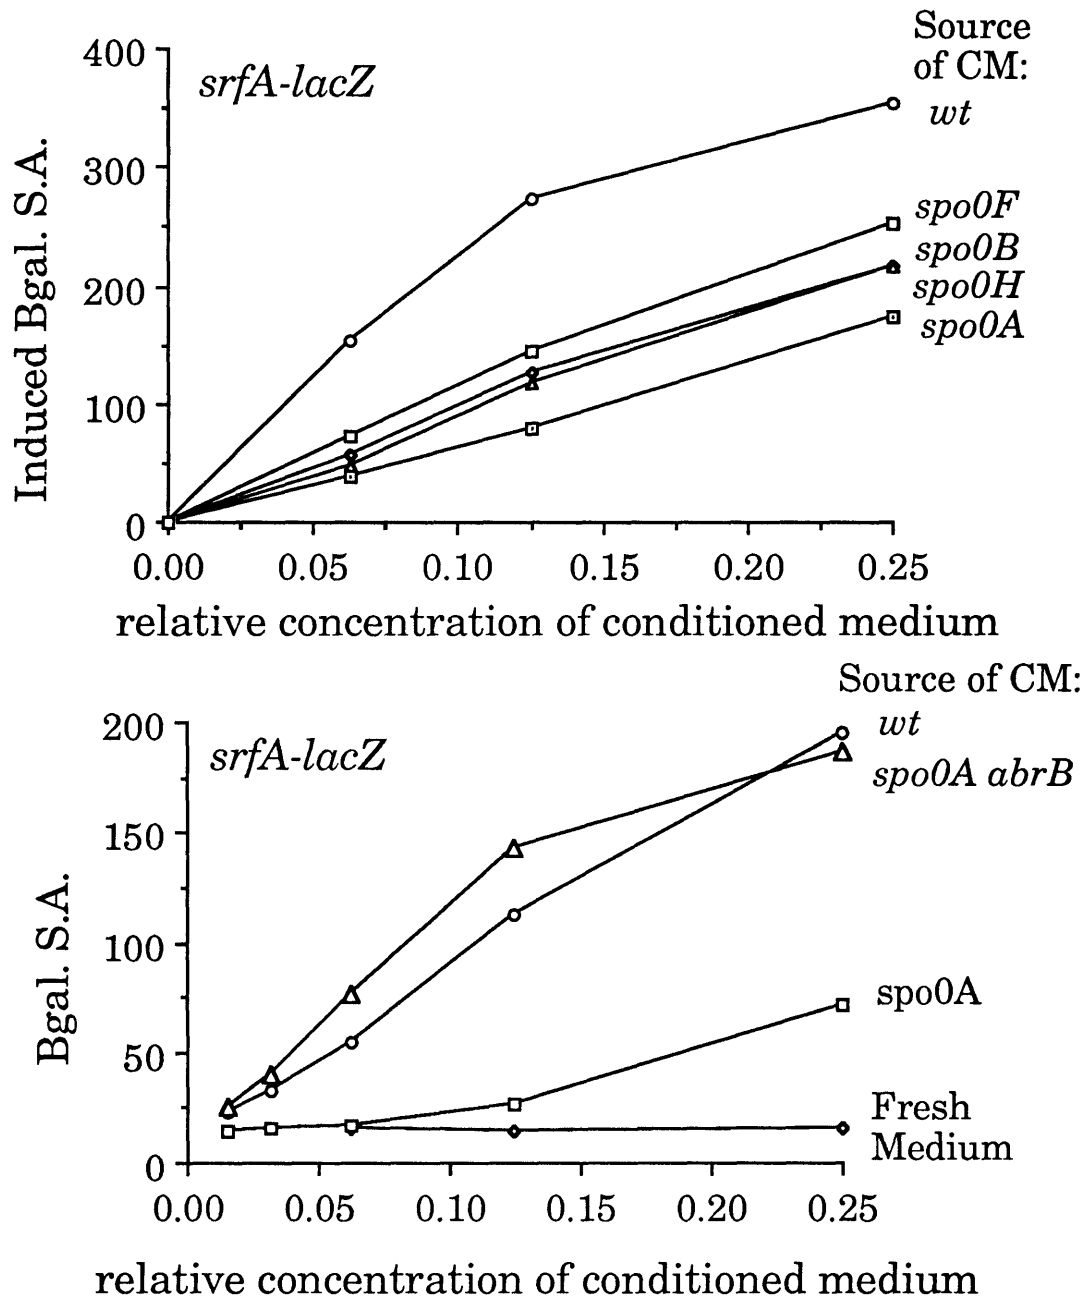 Source
of CM:
400
srfA-lacZ
wt
300
Induced Bgal. S.A.
spo0F
spo0B
200
spo0H
spo0A
100
0
0.00 0.05 0.10 0.15 0.20 0.25
relative concentration of conditioned medium
Source of CM:
200
wt
srfA-lacZ
spo0A abrB
150
Bgal. S.A.
100
spo0A
50
Fresh
Medium
0
0.00 0.05 0.10 0.15 0.20 0.25
relative concentration of conditioned medium